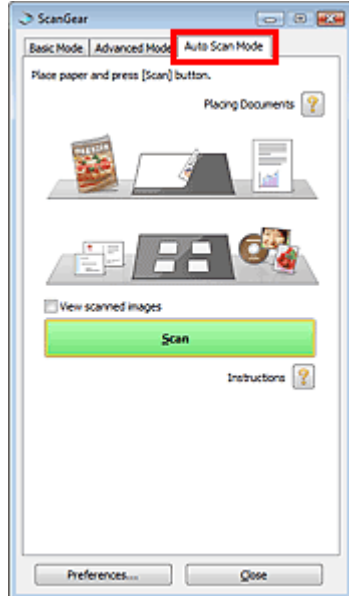 ScanGear
Basic Mode Advanced Mode Auto Scan Mode
Place paper and press [Scan] button.
Placing Documents ?
MAGAZINE
View scanned images
Scan
Instructions ?
Preferences... Close